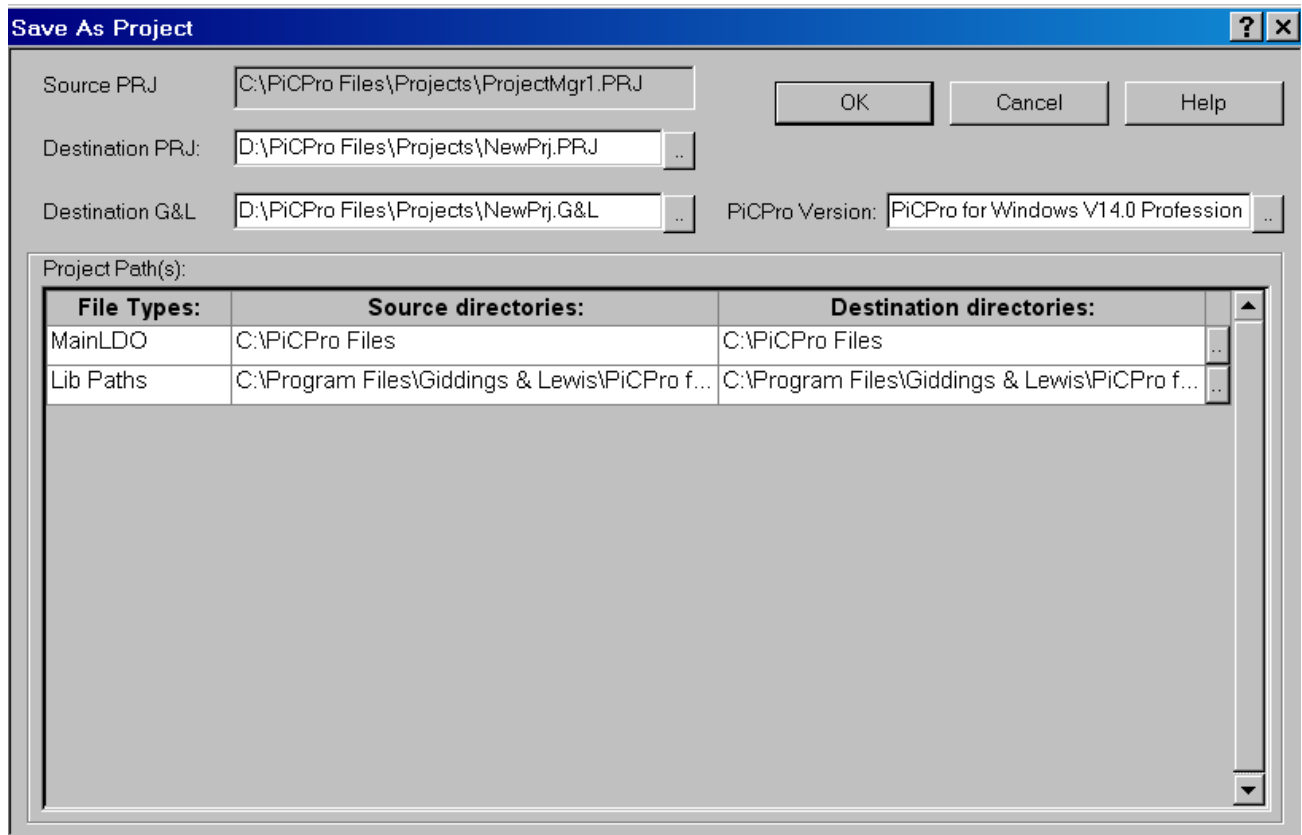 Save As Project
Source PRJ C:\PiCPro Files\Projects\ProjectMgr1.PRJ OK Cancel Help
Destination PRJ: D:\PiCPro Files\Projects\NewPrj.PRJ ..
Destination G&L D:\PiCPro Files\Projects\NewPrj.G&L .. PiCPro Version: PiCPro for Windows V14.0 Profession ..
Project Path(s):
File Types: Source directories: Destination directories:
MainLDO C:\PiCPro Files C:\PiCPro Files ..
Lib Paths C:\Program Files\Giddings & Lewis\PiCPro f... C:\Program Files\Giddings & Lewis\PiCPro f... ..